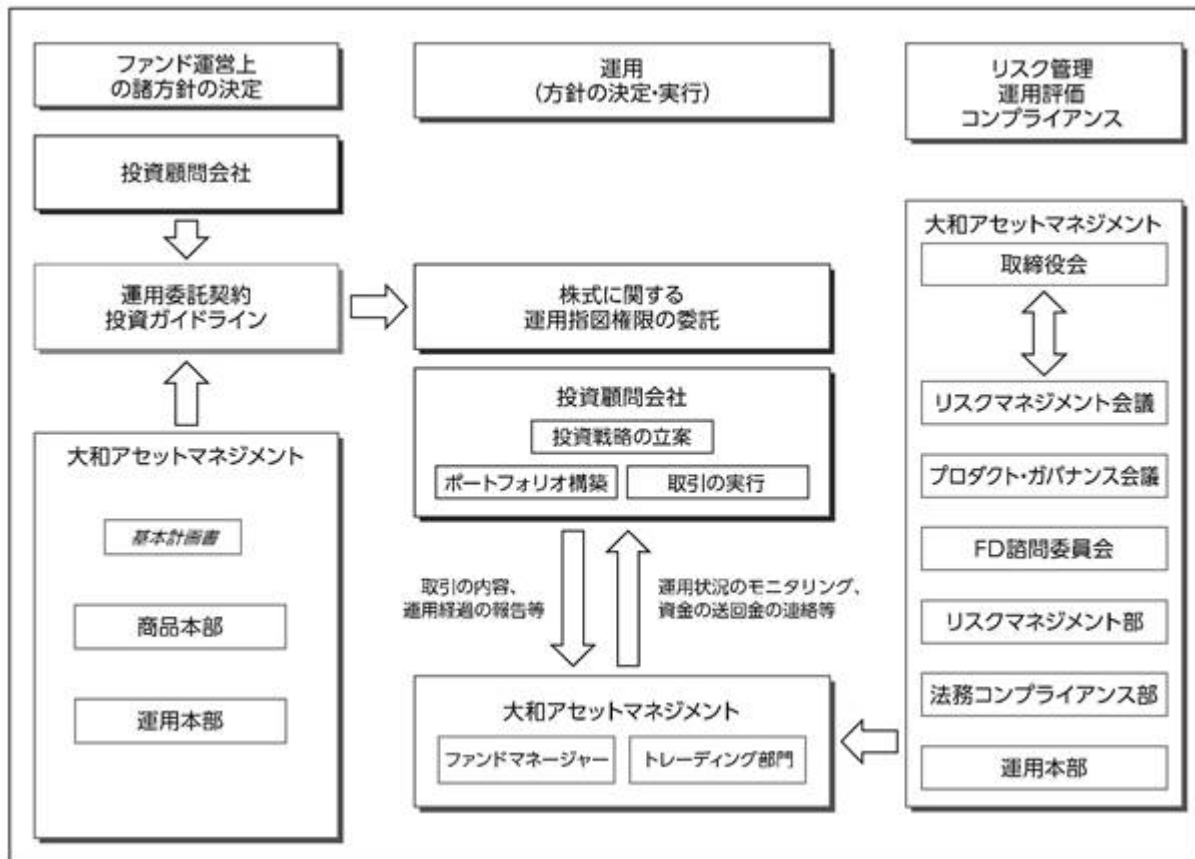 ファンド運営上
の諸方針の決定
投資顧問会社
運用委託契約
投資ガイドライン
大和アセットマネジメント
基本計画書
商品本部
運用本部
運用
(方針の決定・実行)
株式に関する
運用指図権限の委託
投資顧問会社
投資戦略の立案
ポートフォリオ構築
取引の実行
取引の内容、
運用経過の報告等
運用状況のモニタリング、
資金の送回金の連絡等
大和アセットマネジメント
ファンドマネージャー
トレーディング部門
リスク管理
運用評価
コンプライアンス
大和アセットマネジメント
取締役会
リスクマネジメント会議
プロダクト・ガバナンス会議
FD諮問委員会
リスクマネジメント部
法務コンプライアンス部
運用本部